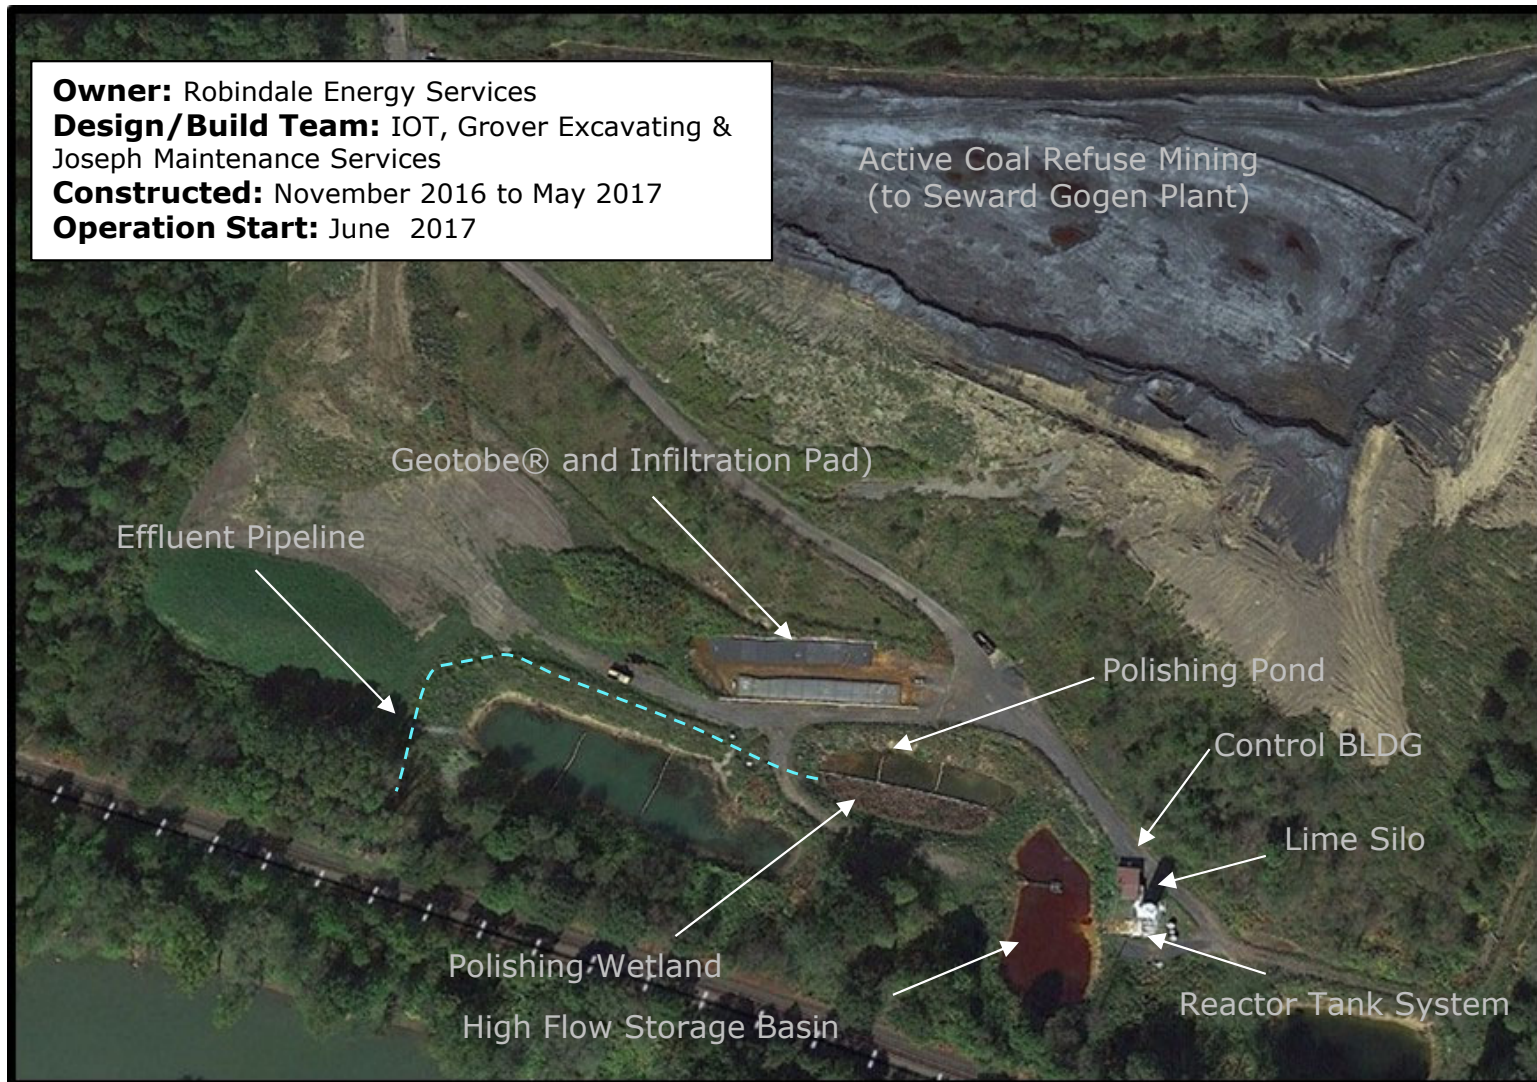 Owner: Robindale Energy Services
Design/Build Team: IOT, Grover Excavating &
Joseph Maintenance Services
Constructed: November 2016 to May 2017
Operation Start: June  2017
Active Coal Refuse Mining
(to Seward Gogen Plant)
Geotobe® and Infiltration Pad)
Effluent Pipeline
Polishing Pond
Control BLDG
Lime Silo
Polishing Wetland
Reactor Tank System
High Flow Storage Basin